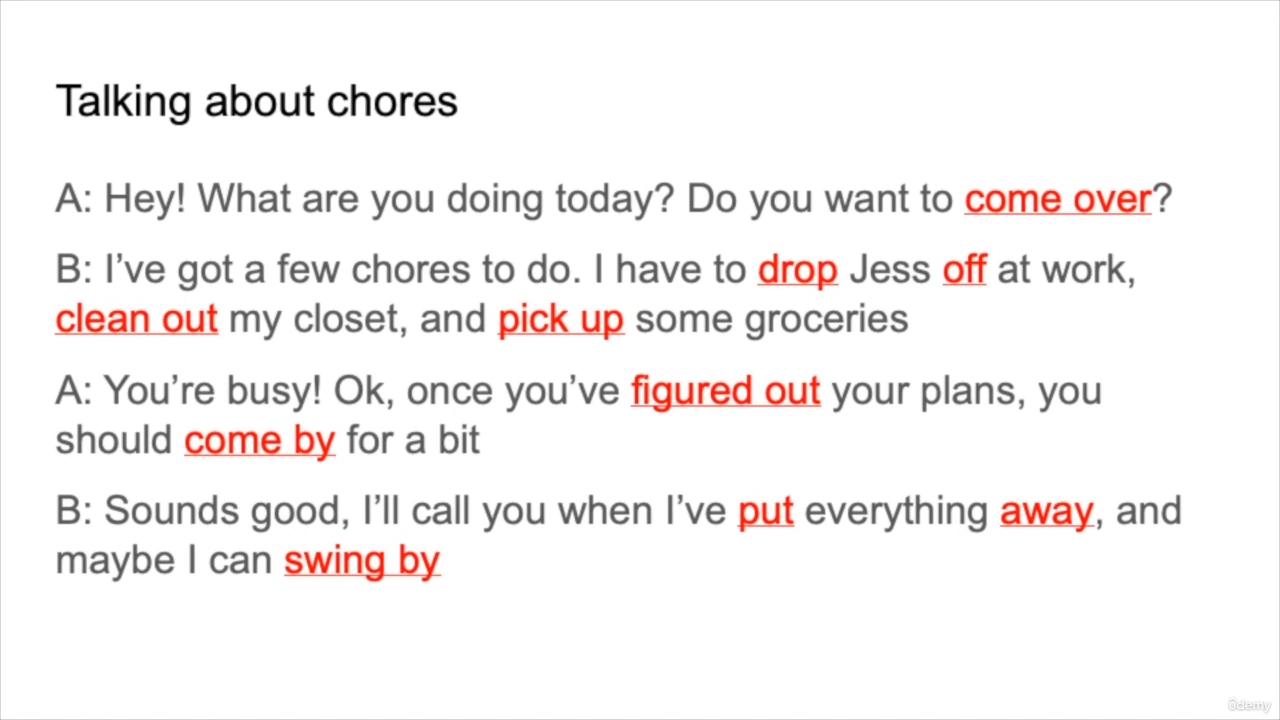 Talking about chores
A: Hey! What are you doing today? Do you want to come over?
B: I’ve got a few chores to do. I have to drop Jess off at work,
clean out my closet, and pick up some groceries
A: You’re busy! Ok, once you’ve figured out your plans, you
should come by for a bit
B: Sounds good, I’ll call you when I’ve put everything away, and
maybe I can swing by
ûdemy